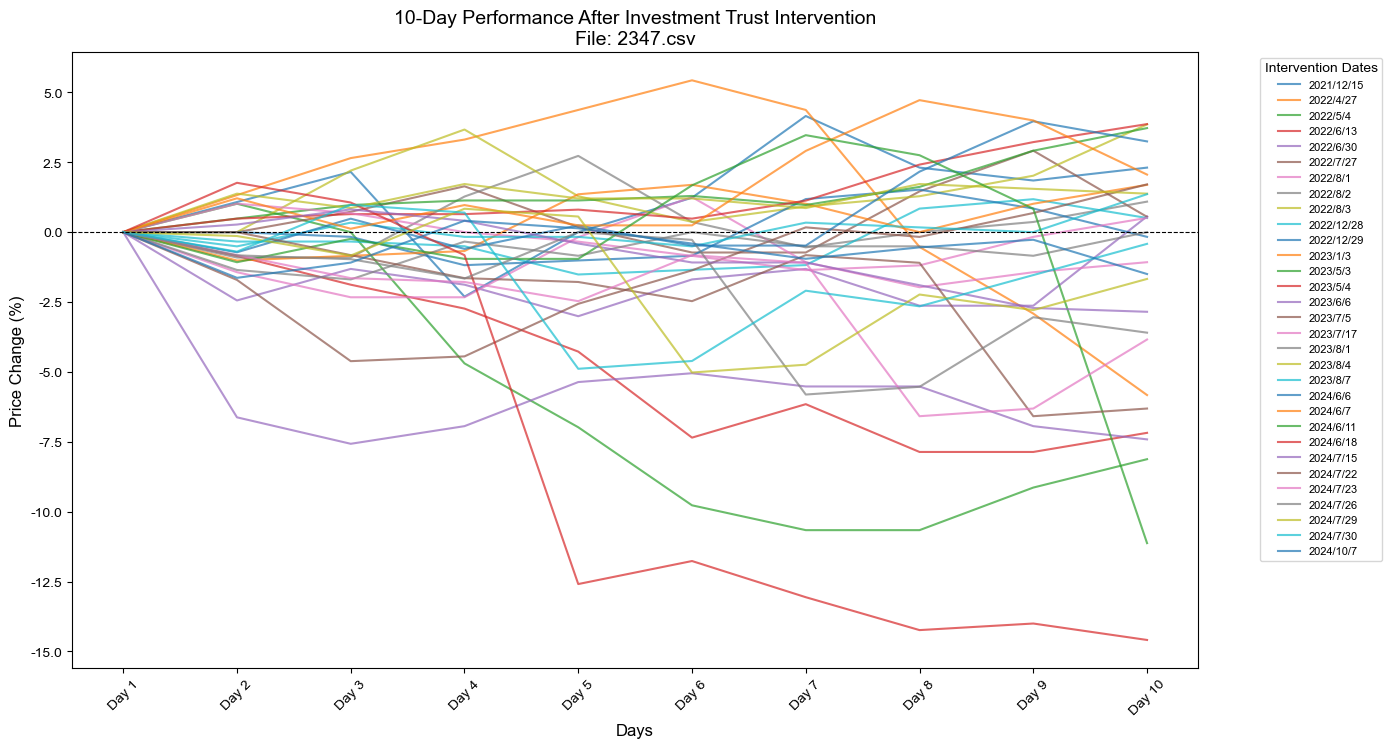 10-Day Performance After Investment Trust Intervention
File: 2347.csv
Price Change (%)
5.0
2.5
0.0
-2.5
-5.0
-7.5
-10.0
-12.5
-15.0
Day 1
Day 2
Day 3
Day 4
Day 5
Day 6
Day 7
Day 8
Day 9
Day 10
Days
Intervention Dates
2021/12/15
2022/4/27
2022/5/4
2022/6/13
2022/6/30
2022/7/27
2022/8/1
2022/8/2
2022/8/3
2022/12/28
2022/12/29
2023/1/3
2023/5/3
2023/5/4
2023/6/6
2023/7/5
2023/7/17
2023/8/1
2023/8/4
2023/8/7
2024/6/6
2024/6/7
2024/6/11
2024/6/18
2024/7/15
2024/7/22
2024/7/23
2024/7/26
2024/7/29
2024/7/30
2024/10/7